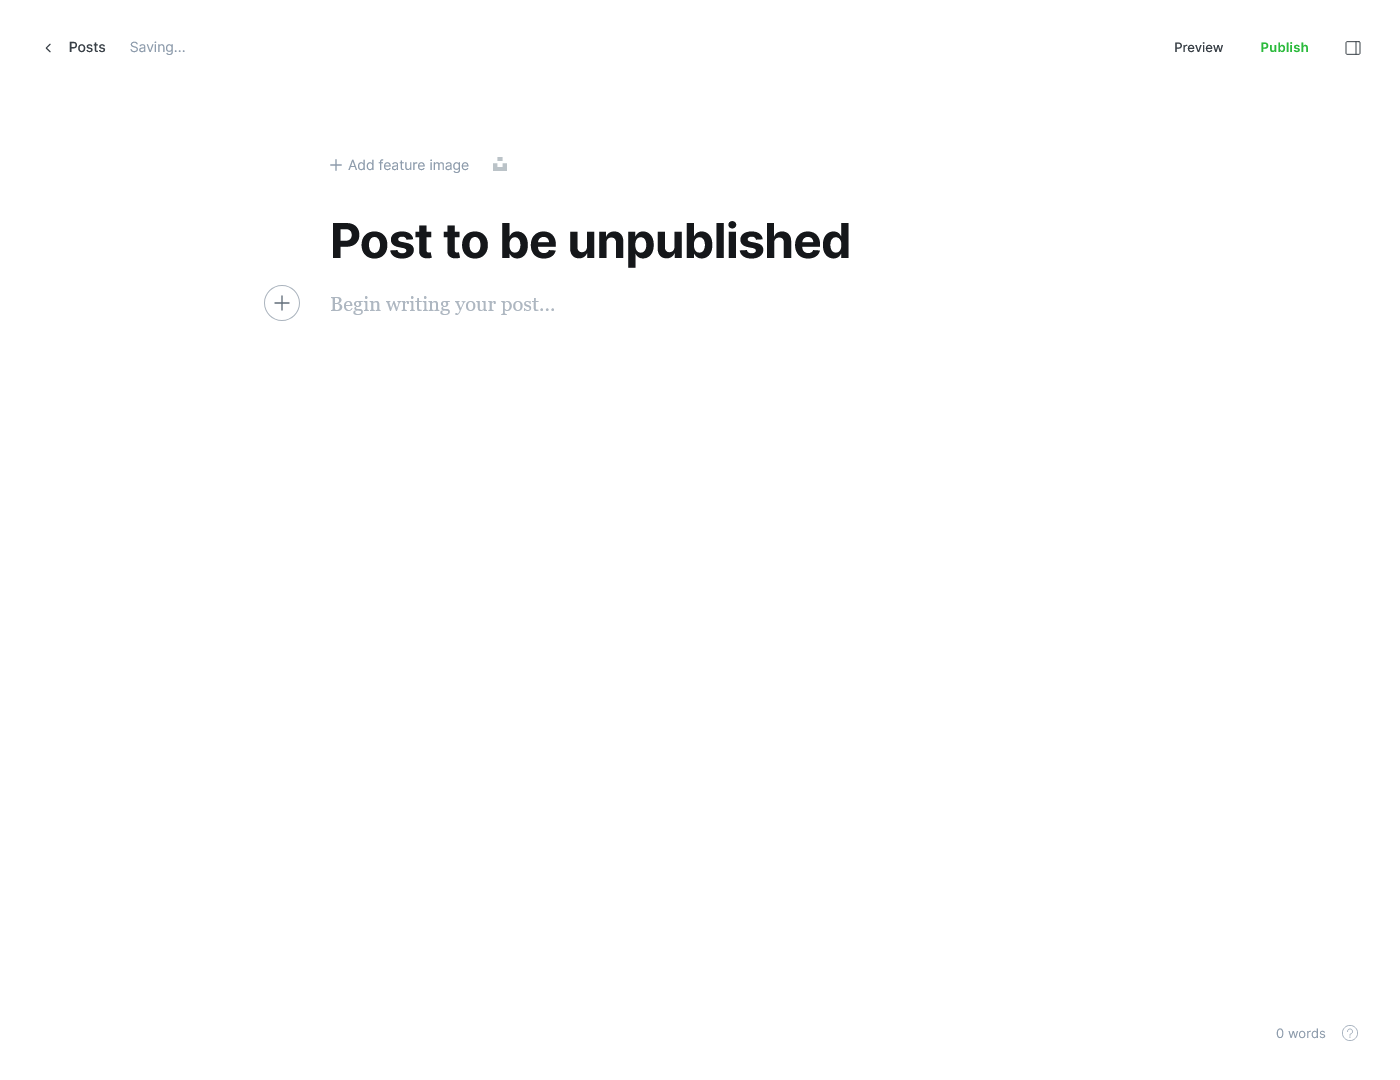 Posts
Saving...
Preview
Publish
Add feature image
Post to be unpublished
Begin writing your post...
0 words
?